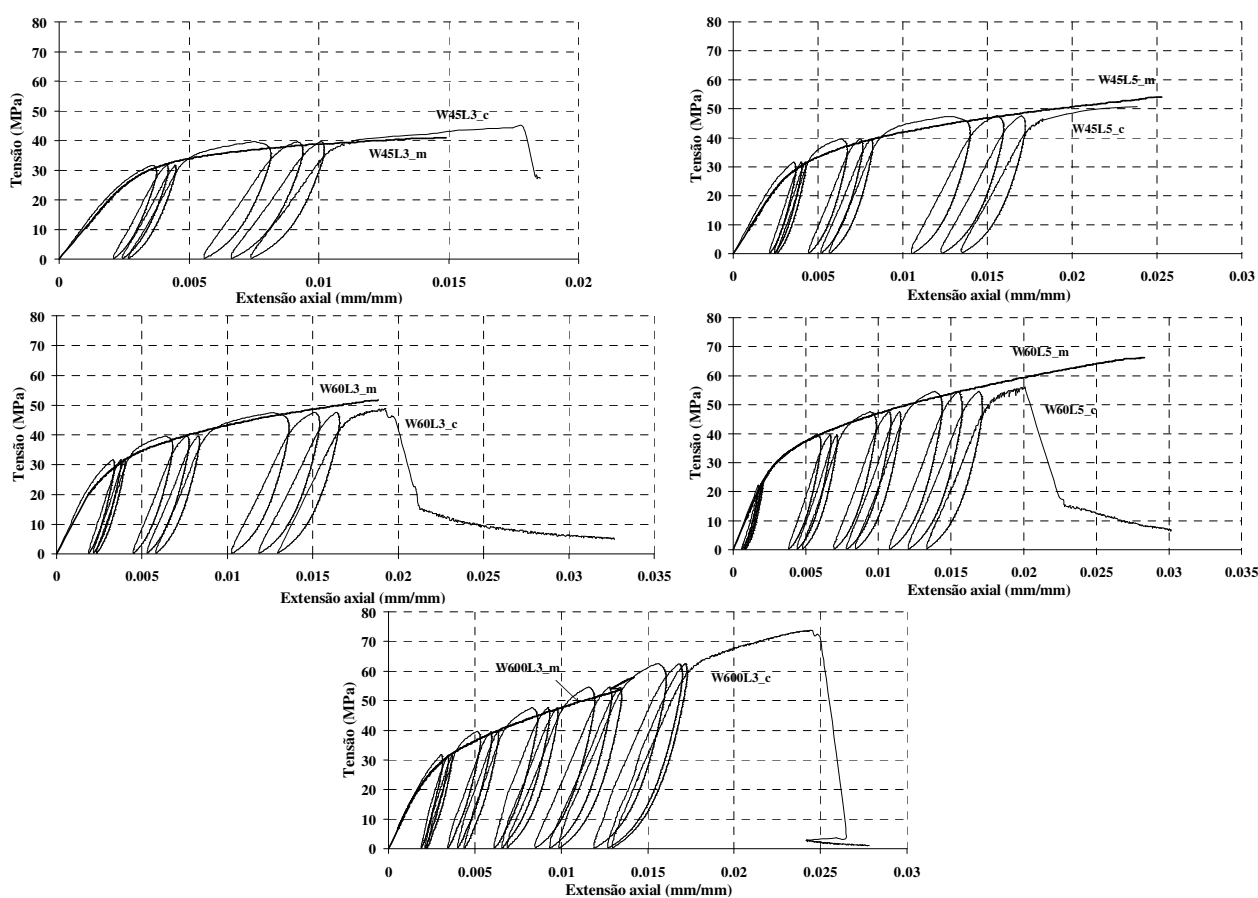 80
70
60
50
40
30
20
10
0
Tensão (MPa)
W45L3_c
W45L3_m
0 0.005 0.01 0.015 0.02
Extensão axial (mm/mm)
80
70
60
50
40
30
20
10
0
Tensão (MPa)
W45L5_m
W45L5_c
0 0.005 0.01 0.015 0.02 0.025 0.03
Extensão axial (mm/mm)
80
70
60
50
40
30
20
10
0
Tensão (MPa)
W60L3_m
W60L3_c
0 0.005 0.01 0.015 0.02 0.025 0.03 0.035
Extensão axial (mm/mm)
80
70
60
50
40
30
20
10
0
Tensão (MPa)
W60L5_m
W60L5_c
0 0.005 0.01 0.015 0.02 0.025 0.03 0.035
Extensão axial (mm/mm)
80
70
60
50
40
30
20
10
0
Tensão (MPa)
W600L3_m
W600L3_c
0 0.005 0.01 0.015 0.02 0.025 0.03
Extensão axial (mm/mm)